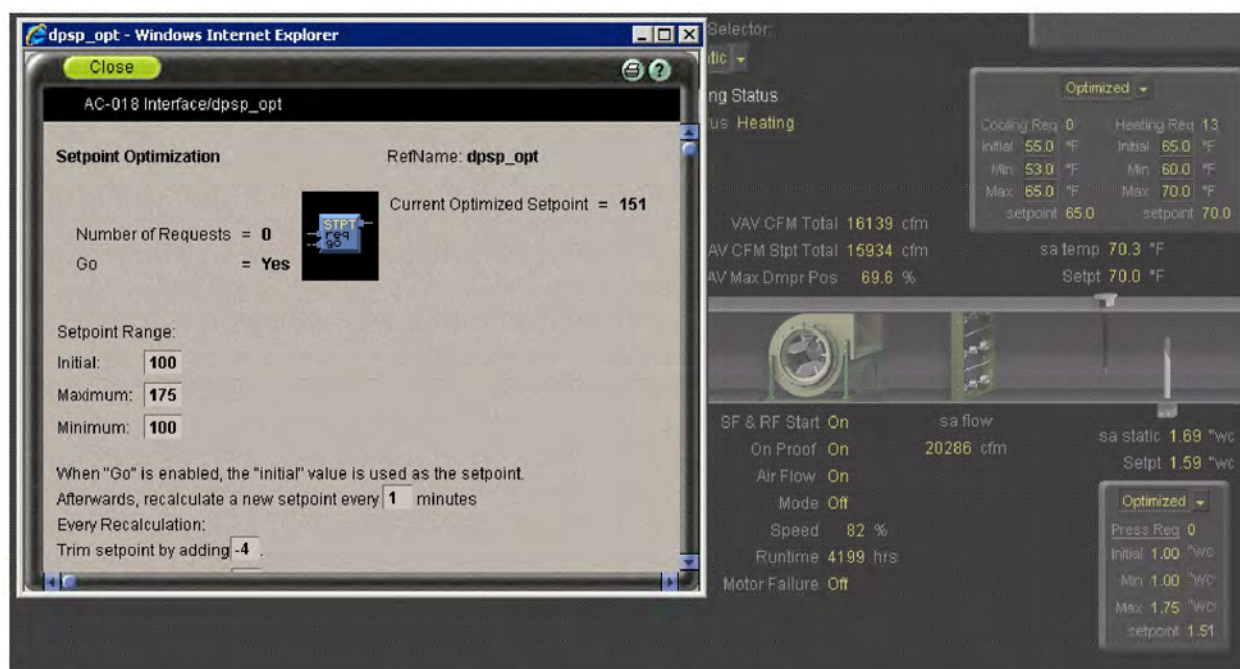 dpsp_opt - Windows Internet Explorer
Close
AC-018 Interface/dpsp_opt
Setpoint Optimization
RefName: dpsp_opt
STPT
req
go
Current Optimized Setpoint = 151
Number of Requests = 0
Go = Yes
Setpoint Range:
Initial: 100
Maximum: 175
Minimum: 100
When "Go" is enabled, the "initial" value is used as the setpoint.
Afterwards, recalculate a new setpoint every 1 minutes
Every Recalculation:
Trim setpoint by adding -4 .
Selector:
Status
Heating
Optimized
Cooling Req 0 Heating Req 13
Initial 55.0 °F Initial 65.0 °F
Min 53.0 °F Min 60.0 °F
Max 65.0 °F Max 70.0 °F
setpoint 65.0 setpoint 70.0
VAV CFM Total 16139 cfm
AV CFM Stpt Total 15934 cfm
AV Max Dmpr Pos 69.6 %
sa temp 70.3 °F
Setpt 70.0 °F
SF & RF Start On
On Proof On
Air Flow On
Mode Off
Speed 82 %
Runtime 4199 hrs
Motor Failure Off
sa flow
20286 cfm
sa static 1.69 "wc
Setpt 1.59 "wc
Optimized
Press Req 0
Initial 1.00 "wc
Min 1.00 "wc
Max 1.75 "wc
setpoint 1.51